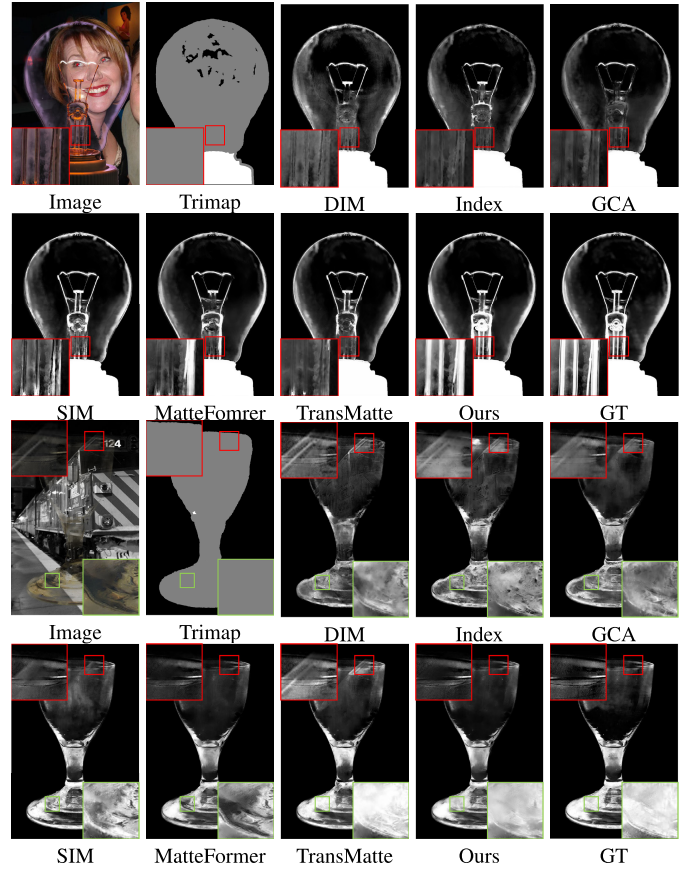 Image Trimap DIM Index GCA
SIM MatteFomrer TransMatte Ours GT
124
Image Trimap DIM Index GCA
SIM MatteFormer TransMatte Ours GT